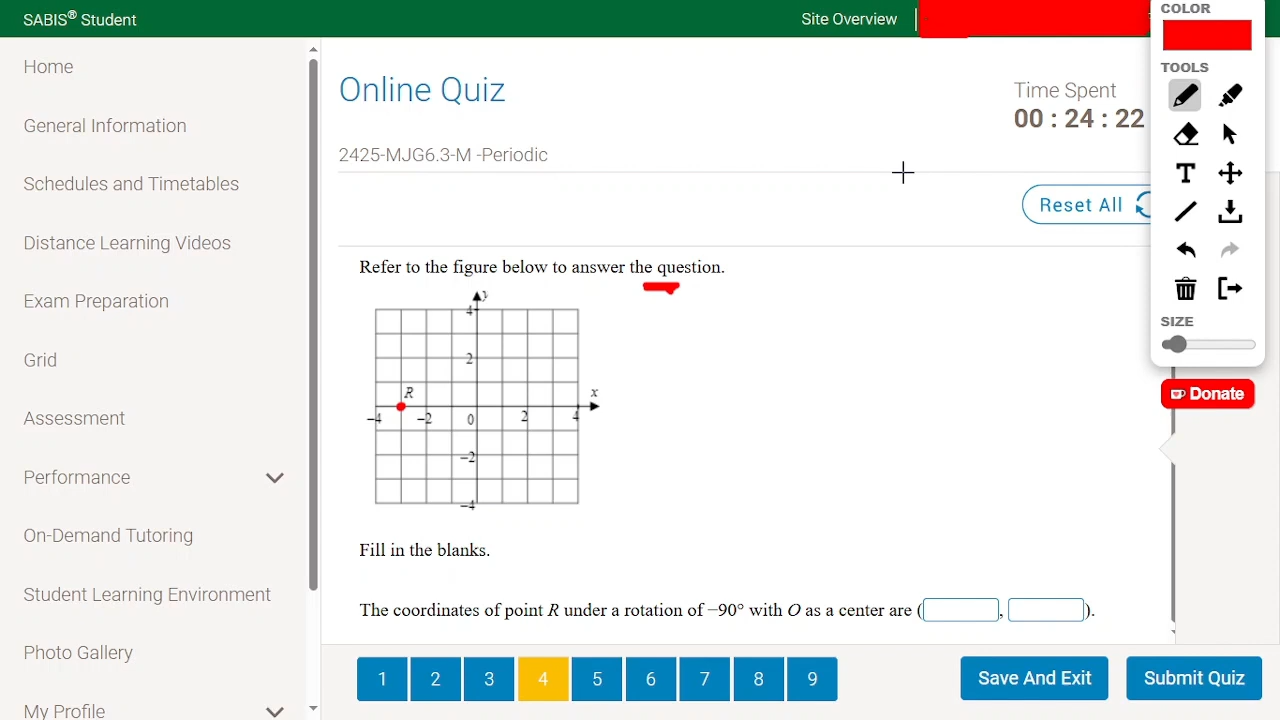 SABIS® Student
Site Overview
Home
General Information
Schedules and Timetables
Distance Learning Videos
Exam Preparation
Grid
Assessment
Performance
On-Demand Tutoring
Student Learning Environment
Photo Gallery
My Profile
Online Quiz
Time Spent
00 : 24 : 22
2425-MJG6.3-M -Periodic
Reset All
Refer to the figure below to answer the question.
y
4
2
R
x
−4 −2 0 2 4
−2
−4
Fill in the blanks.
The coordinates of point R under a rotation of −90° with O as a center are ( , ).
1 2 3 4 5 6 7 8 9
Save And Exit
Submit Quiz
COLOR
TOOLS
SIZE
Donate